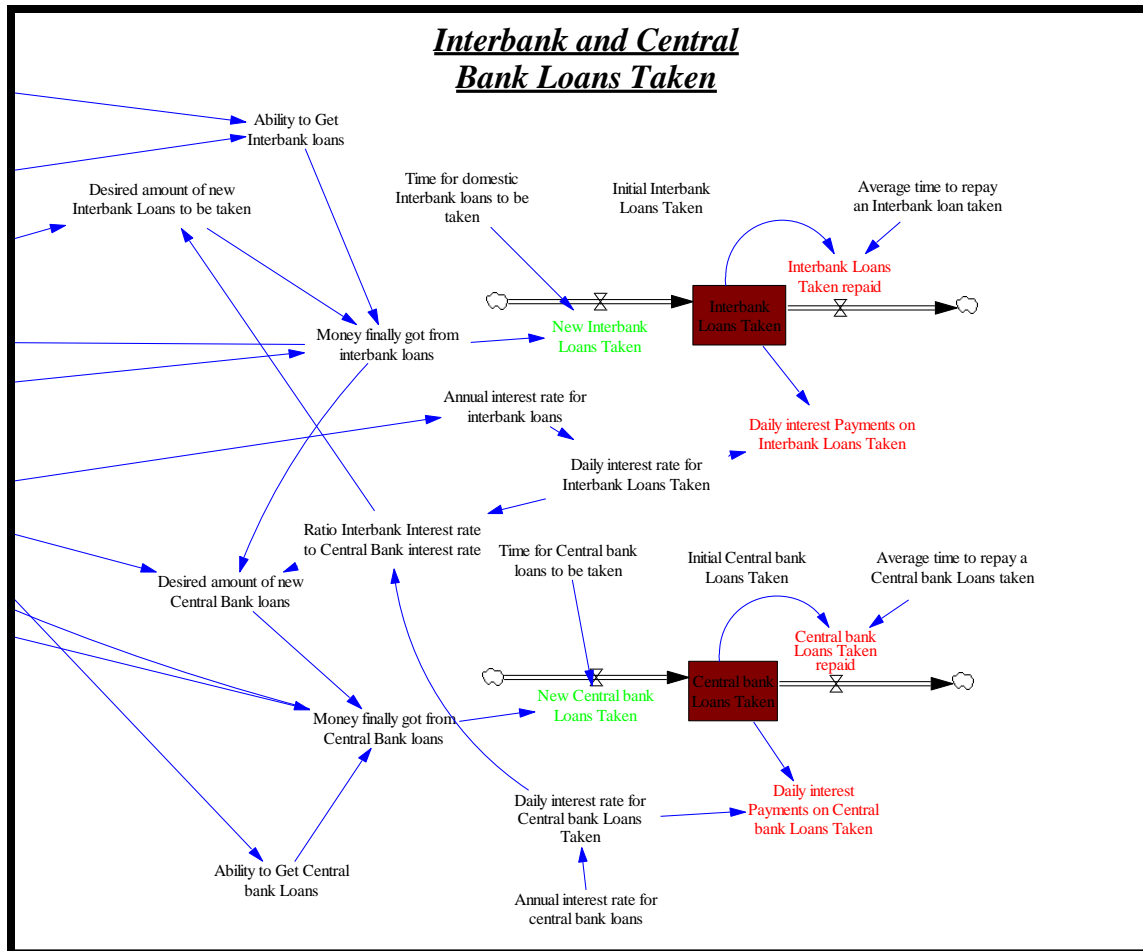 Interbank and Central
Bank Loans Taken
Ability to Get
Interbank loans
Desired amount of new
Interbank Loans to be taken
Time for domestic
Interbank loans to be
taken
Initial Interbank
Loans Taken
Average time to repay
an Interbank loan taken
Interbank Loans
Taken repaid
Interbank
Loans Taken
Money finally got from
interbank loans
New Interbank
Loans Taken
Annual interest rate for
interbank loans
Daily interest Payments on
Interbank Loans Taken
Daily interest rate for
Interbank Loans Taken
Ratio Interbank Interest rate
to Central Bank interest rate
Time for Central bank
loans to be taken
Initial Central bank
Loans Taken
Average time to repay a
Central bank Loans taken
Desired amount of new
Central Bank loans
Central bank
Loans Taken
repaid
Central bank
Loans Taken
New Central bank
Loans Taken
Money finally got from
Central Bank loans
Daily interest rate for
Central bank Loans
Taken
Daily interest
Payments on Central
bank Loans Taken
Ability to Get Central
bank Loans
Annual interest rate for
central bank loans